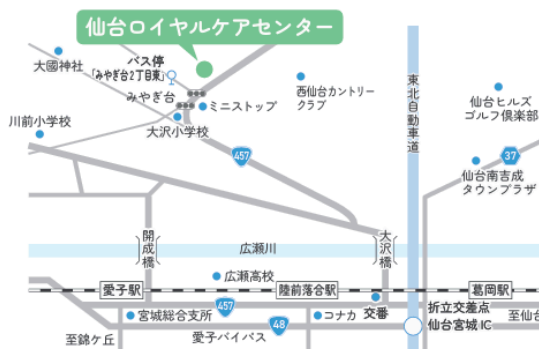 仙台ロイヤルケアセンター
大國神社
バス停
「みやぎ台2丁目東」
みやぎ台
ミニストップ
大沢小学校
川前小学校
西仙台カントリー
クラブ
東北自動車道
仙台ヒルズ
ゴルフ倶楽部
457
37
仙台南吉成
タウンプラザ
開成橋
広瀬川
大沢橋
広瀬高校
愛子駅
陸前落合駅
葛岡駅
457
交番
折立交差点
仙台宮城 IC
宮城総合支所
コナカ
至仙台
至錦ケ丘
愛子バイパス
48